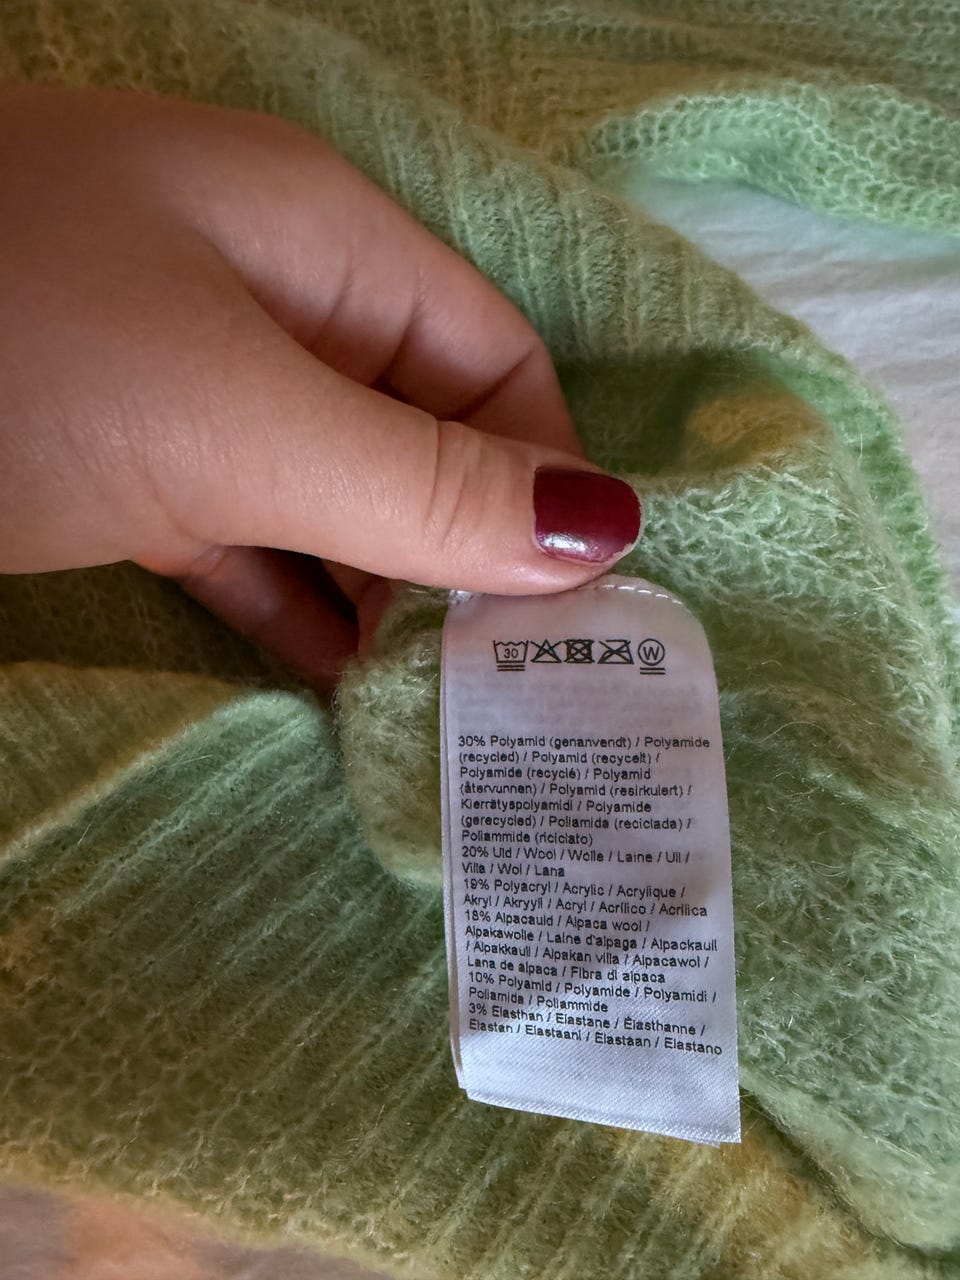 30
W
30% Polyamid (genanvendt) / Polyamide
(recycled) / Polyamid (recycelt) /
Polyamide (recyclé) / Polyamid
(återvunnen) / Polyamid (resirkulert) /
Kierrätyspolyamidi / Polyamide
(gerecycled) / Poliamida (reciclada) /
Poliammide (riciclato)
20% Uld / Wool / Wolle / Laine / Ull /
Villa / Wol / Lana
19% Polyacryl / Acrylic / Acrylique /
Akryl / Akryyli / Acryl / Acrílico / Acrilica
18% Alpacauld / Alpaca wool /
Alpakawolle / Laine d'alpaga / Alpackaull
/ Alpakkaull / Alpakan villa / Alpacawol /
Lana de alpaca / Fibra di alpaca
10% Polyamid / Polyamide / Polyamidi /
Poliamida / Poliammide
3% Elasthan / Elastane / Élasthanne /
Elastan / Elastaani / Elastaan / Elastano